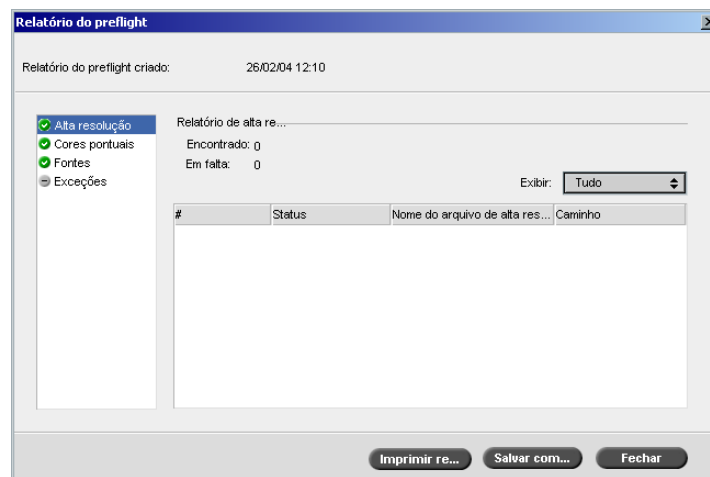 Relatório do preflight
Relatório do preflight criado: 26/02/04 12:10
Alta resolução
Cores pontuais
Fontes
Exceções
Relatório de alta re...
Encontrado: 0
Em falta: 0
Exibir: Tudo
# Status Nome do arquivo de alta res... Caminho
Imprimir re... Salvar com... Fechar